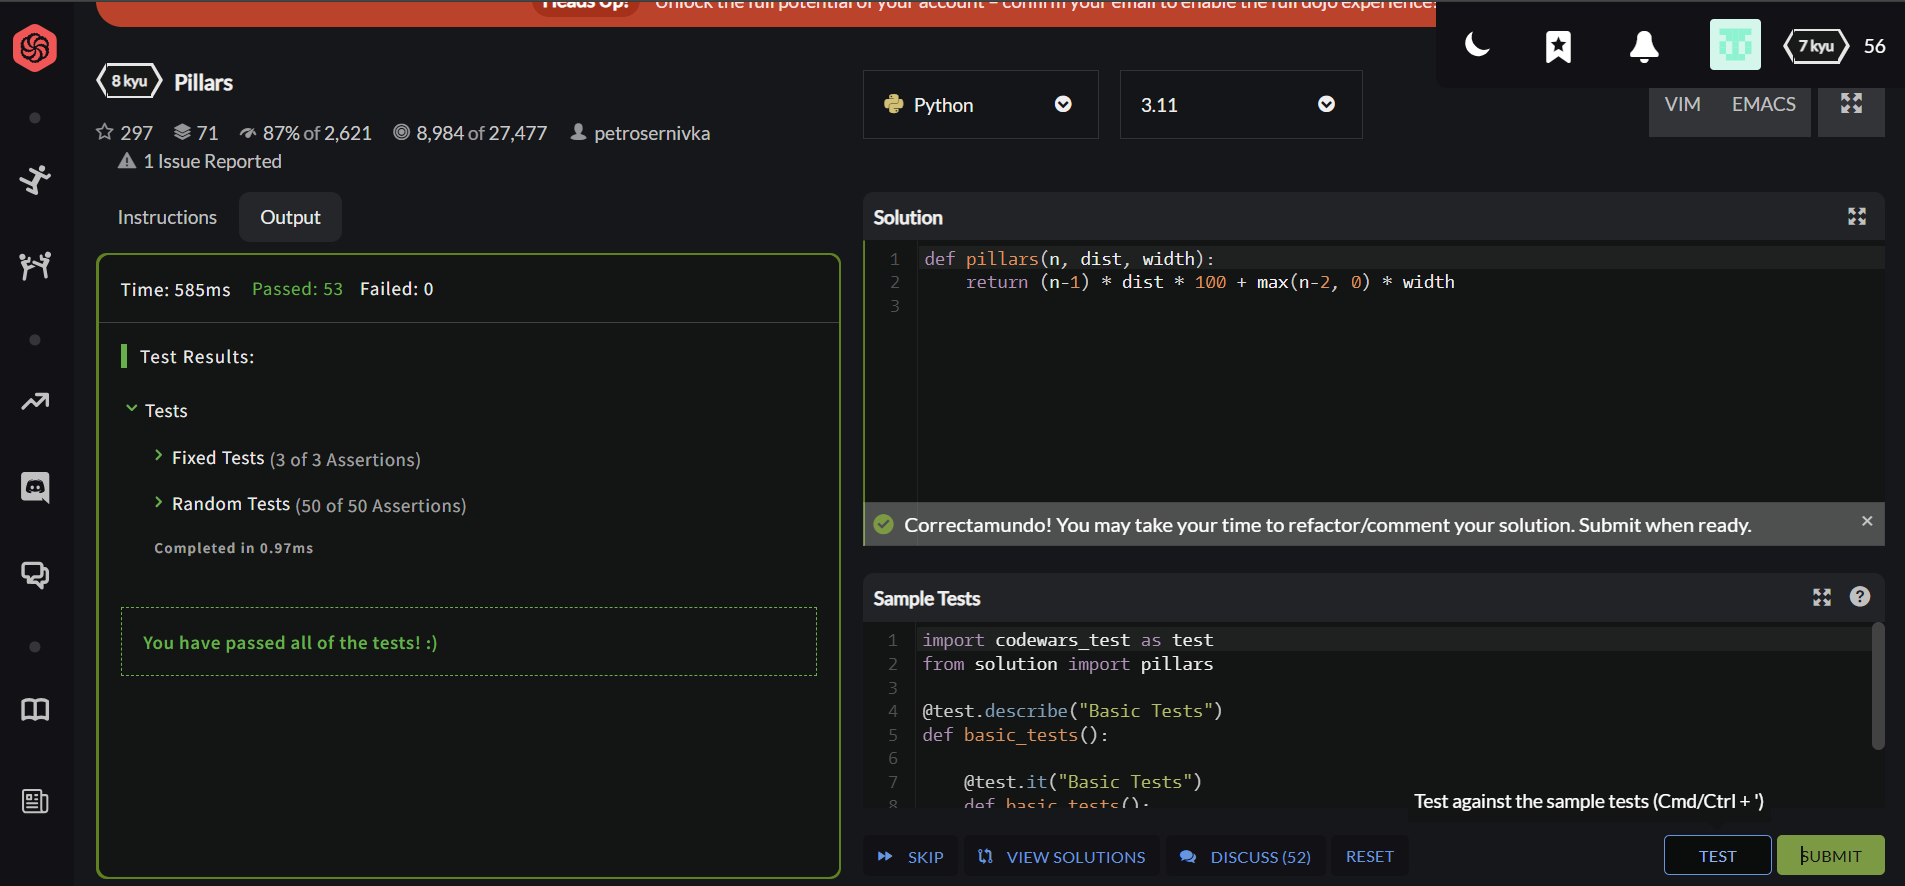 Heads Up! Unlock the full potential of your account – confirm your email to enable the full dojo experience!
7 kyu 56
8 kyu Pillars
297 71 87% of 2,621 8,984 of 27,477 petrosernivka
1 Issue Reported
Instructions Output
Time: 585ms Passed: 53 Failed: 0
Test Results:
Tests
Fixed Tests (3 of 3 Assertions)
Random Tests (50 of 50 Assertions)
Completed in 0.97ms
You have passed all of the tests! :)
Python 3.11 VIM EMACS
Solution
1 def pillars(n, dist, width):
2 return (n-1) * dist * 100 + max(n-2, 0) * width
3
Correctamundo! You may take your time to refactor/comment your solution. Submit when ready.
Sample Tests
1 import codewars_test as test
2 from solution import pillars
3
4 @test.describe("Basic Tests")
5 def basic_tests():
6
7 @test.it("Basic Tests")
8 def basic_tests():
Test against the sample tests (Cmd/Ctrl + ')
SKIP VIEW SOLUTIONS DISCUSS (52) RESET TEST SUBMIT